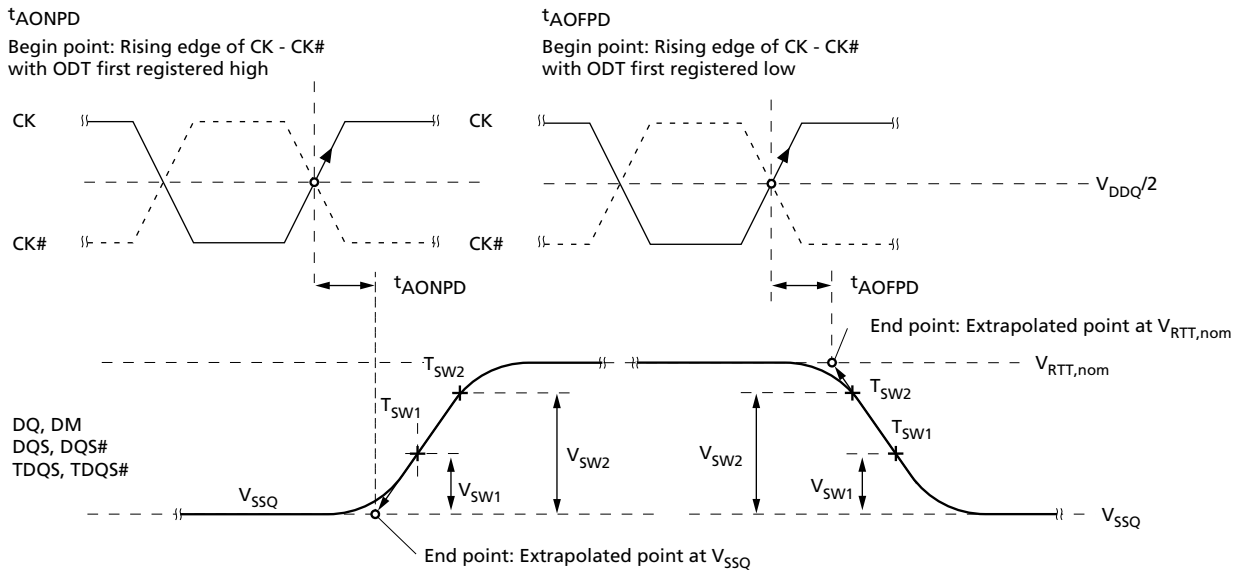 tAONPD
Begin point: Rising edge of CK - CK#
with ODT first registered high
tAOFPD
Begin point: Rising edge of CK - CK#
with ODT first registered low
CK
CK
VDDQ/2
CK#
CK#
tAONPD
tAOFPD
End point: Extrapolated point at VRTT,nom
VRTT,nom
TSW2
TSW2
TSW1
TSW1
DQ, DM
DQS, DQS#
TDQS, TDQS#
VSW2
VSW2
VSW1
VSW1
VSSQ
VSSQ
End point: Extrapolated point at VSSQ